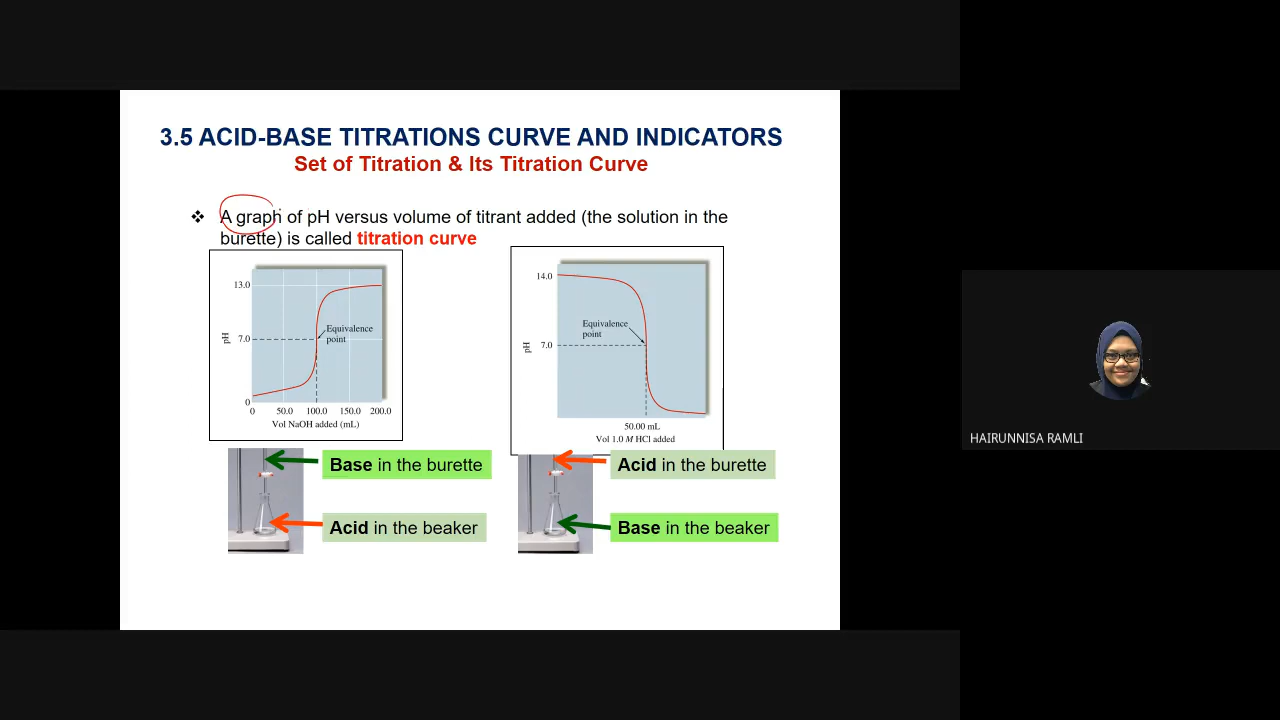 3.5 ACID-BASE TITRATIONS CURVE AND INDICATORS
Set of Titration & Its Titration Curve
❖ A graph of pH versus volume of titrant added (the solution in the
burette) is called titration curve
13.0
7.0
0
pH
Equivalence
point
0 50.0 100.0 150.0 200.0
Vol NaOH added (mL)
14.0
7.0
pH
Equivalence
point
50.00 mL
Vol 1.0 M HCl added
Base in the burette
Acid in the beaker
Acid in the burette
Base in the beaker
HAIRUNNISA RAMLI